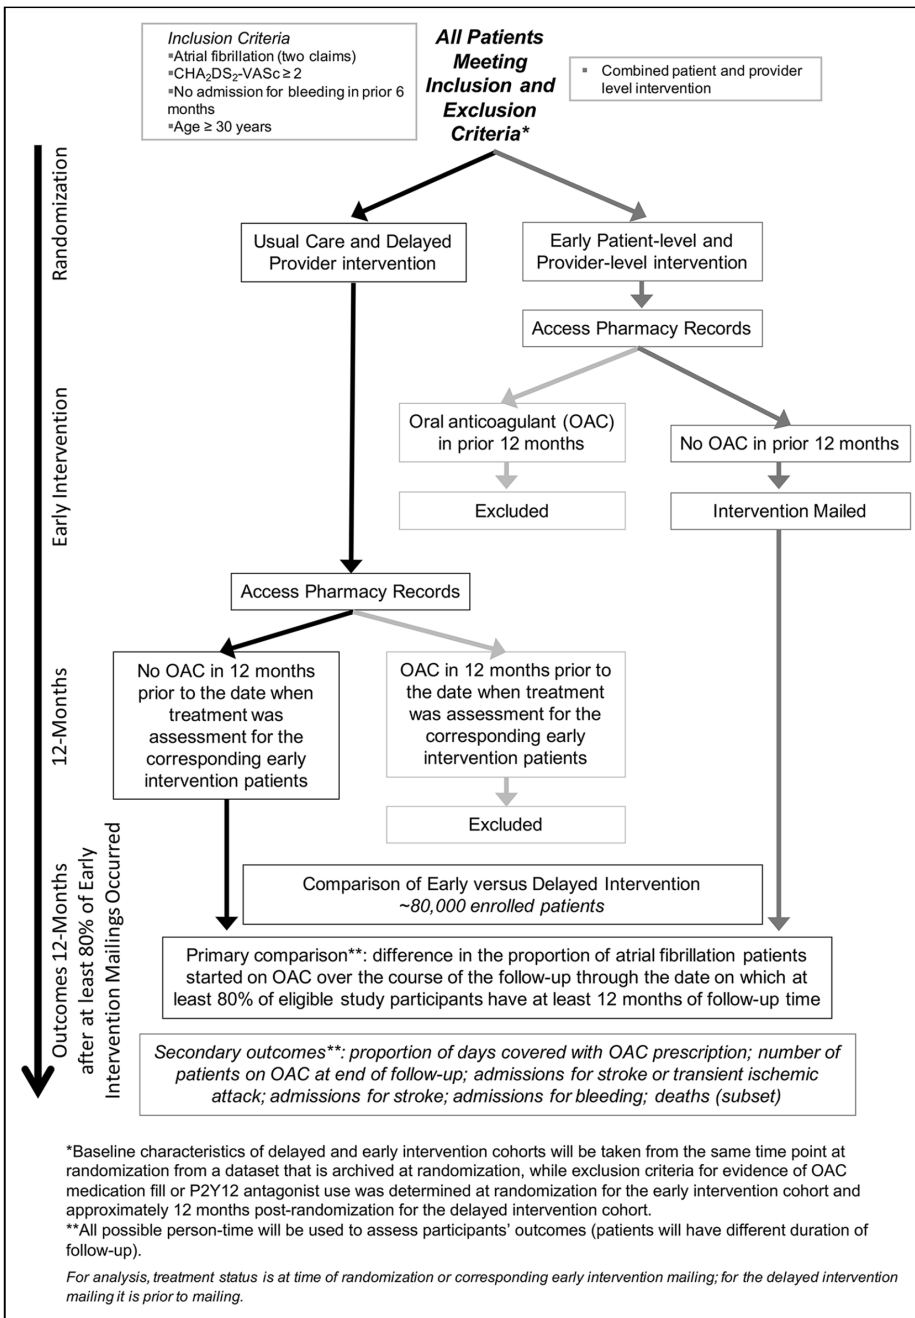 Inclusion Criteria
▪Atrial fibrillation (two claims)
▪CHA₂DS₂-VASc ≥ 2
▪No admission for bleeding in prior 6
months
▪Age ≥ 30 years
All Patients
Meeting
Inclusion and
Exclusion
Criteria*
▪ Combined patient and provider
level intervention
Randomization
Usual Care and Delayed
Provider intervention
Early Patient-level and
Provider-level intervention
Access Pharmacy Records
Early Intervention
Oral anticoagulant (OAC)
in prior 12 months
No OAC in prior 12 months
Excluded
Intervention Mailed
Access Pharmacy Records
12-Months
No OAC in 12 months
prior to the date when
treatment was
assessment for the
corresponding early
intervention patients
OAC in 12 months prior to
the date when treatment
was assessment for the
corresponding early
intervention patients
Excluded
Outcomes 12-Months
after at least 80% of Early
Intervention Mailings Occurred
Comparison of Early versus Delayed Intervention
~80,000 enrolled patients
Primary comparison**: difference in the proportion of atrial fibrillation patients
started on OAC over the course of the follow-up through the date on which at
least 80% of eligible study participants have at least 12 months of follow-up time
Secondary outcomes**: proportion of days covered with OAC prescription; number of
patients on OAC at end of follow-up; admissions for stroke or transient ischemic
attack; admissions for stroke; admissions for bleeding; deaths (subset)
*Baseline characteristics of delayed and early intervention cohorts will be taken from the same time point at
randomization from a dataset that is archived at randomization, while exclusion criteria for evidence of OAC
medication fill or P2Y12 antagonist use was determined at randomization for the early intervention cohort and
approximately 12 months post-randomization for the delayed intervention cohort.
**All possible person-time will be used to assess participants' outcomes (patients will have different duration of
follow-up).
For analysis, treatment status is at time of randomization or corresponding early intervention mailing; for the delayed intervention
mailing it is prior to mailing.